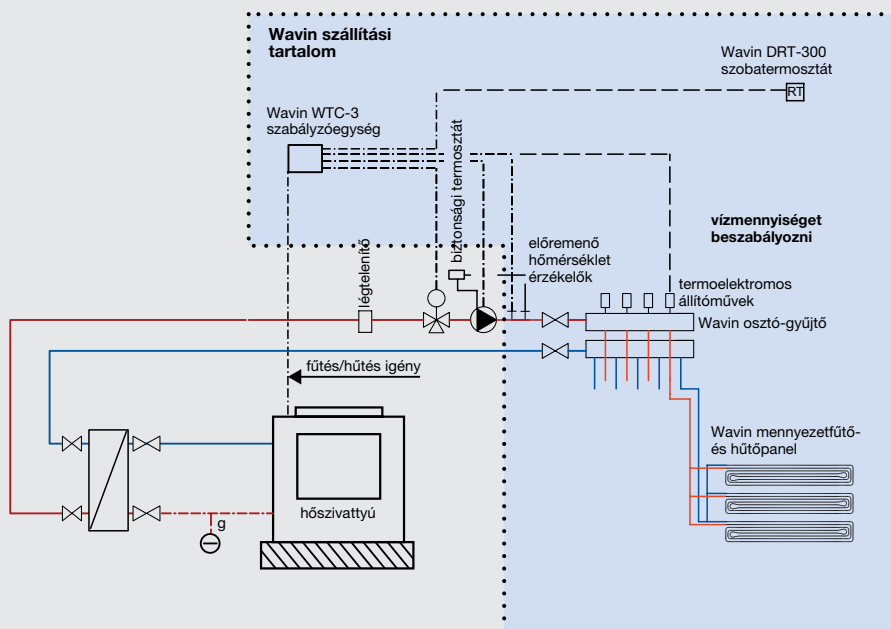 Wavin szállítási
tartalom
Wavin DRT-300
szobatermosztát
RT
Wavin WTC-3
szabályzóegység
biztonsági termosztát
vízmennyiséget
beszabályozni
előremenő
hőmérséklet
érzékelők
légtelenítő
termoelektromos
állítóművek
Wavin osztó-gyűjtő
fűtés/hűtés igény
Wavin mennyezetfűtő-
és hűtőpanel
hőszivattyú
g